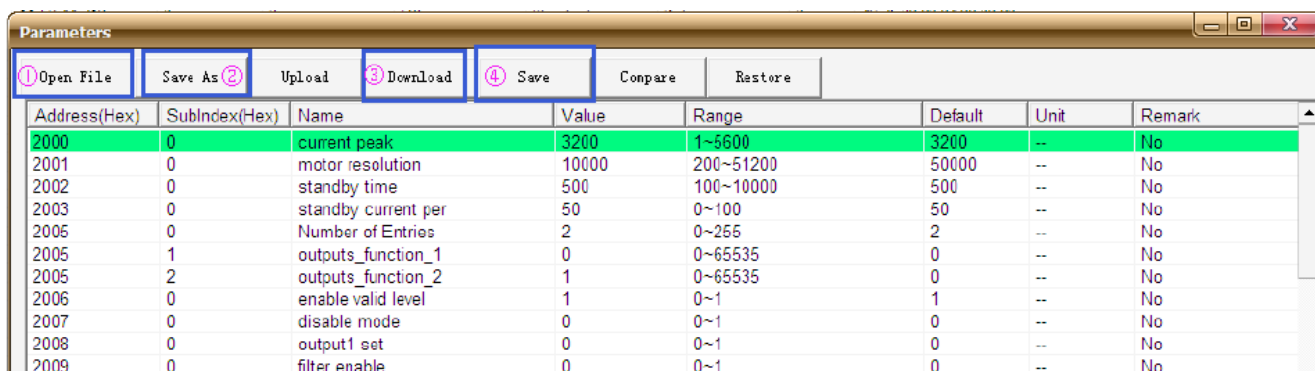 Parameters
①Open File Save As② Upload ③Download ④ Save Compare Restore
Address(Hex) SubIndex(Hex) Name Value Range Default Unit Remark
2000 0 current peak 3200 1~5600 3200 -- No
2001 0 motor resolution 10000 200~51200 50000 -- No
2002 0 standby time 500 100~10000 500 -- No
2003 0 standby current per 50 0~100 50 -- No
2005 0 Number of Entries 2 0~255 2 -- No
2005 1 outputs_function_1 0 0~65535 0 -- No
2005 2 outputs_function_2 1 0~65535 0 -- No
2006 0 enable valid level 1 0~1 1 -- No
2007 0 disable mode 0 0~1 0 -- No
2008 0 output1 set 0 0~1 0 -- No
2009 0 filter enable 0 0~1 0 -- No